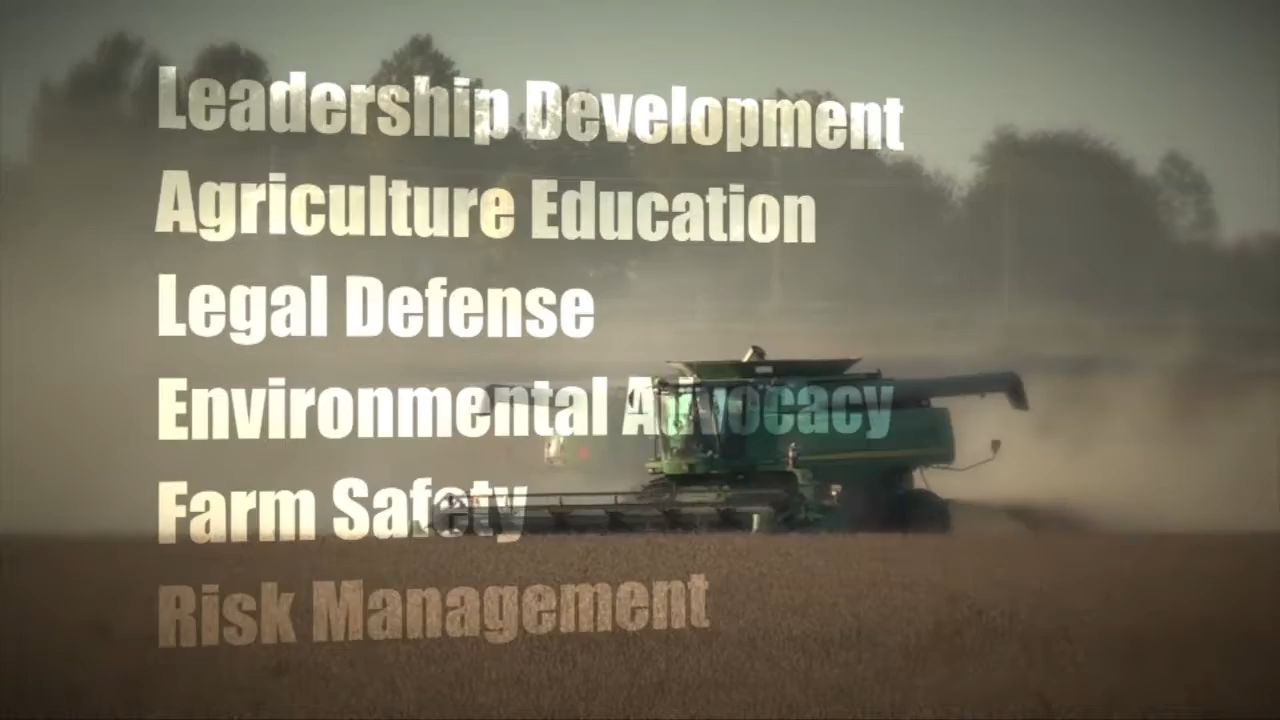 Leadership Development
Agriculture Education
Legal Defense
Environmental Advocacy
Farm Safety
Risk Management